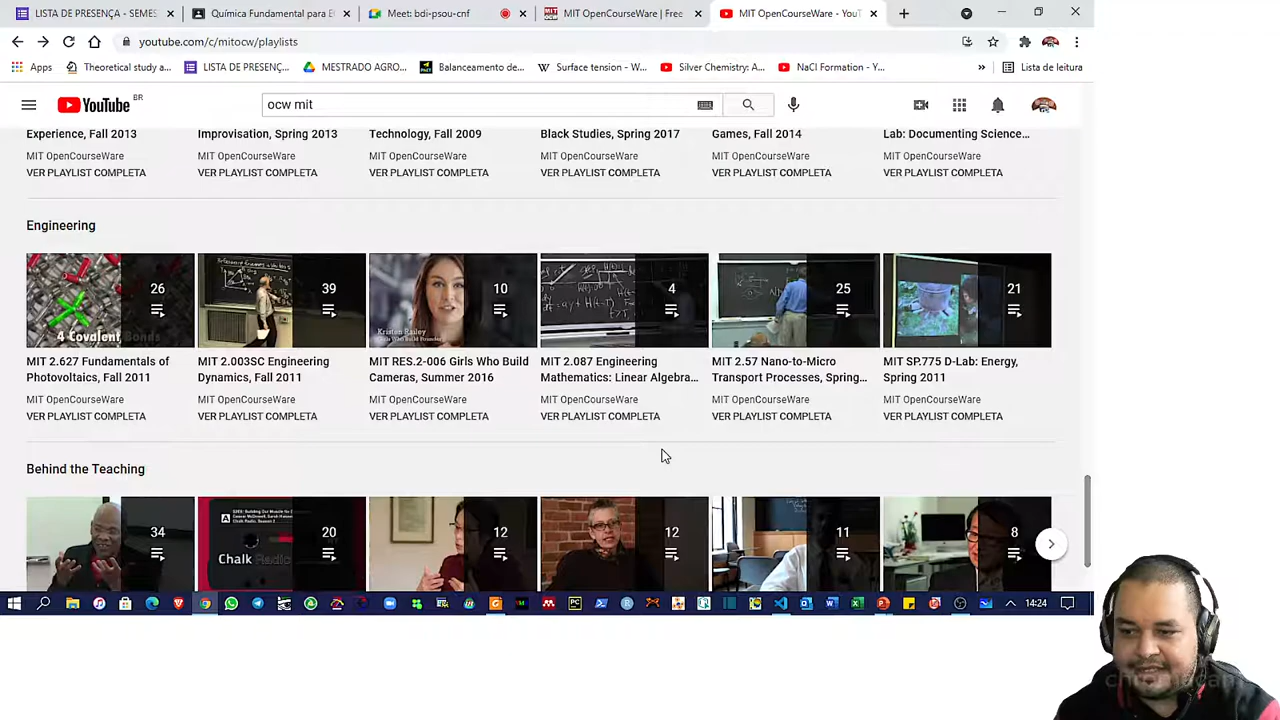 LISTA DE PRESENÇA - SEMES
Química Fundamental para E
Meet: bdi-psou-cnf
MIT OpenCourseWare | Free
MIT OpenCourseWare - YouT
youtube.com/c/mitocw/playlists
Apps
Theoretical study a...
LISTA DE PRESENÇ...
MESTRADO AGRO...
Balanceamento de...
Surface tension - W...
Silver Chemistry: A...
NaCl Formation - Y...
»
Lista de leitura
YouTube BR
ocw mit
Experience, Fall 2013
Improvisation, Spring 2013
Technology, Fall 2009
Black Studies, Spring 2017
Games, Fall 2014
Lab: Documenting Science...
MIT OpenCourseWare
MIT OpenCourseWare
MIT OpenCourseWare
MIT OpenCourseWare
MIT OpenCourseWare
MIT OpenCourseWare
VER PLAYLIST COMPLETA
VER PLAYLIST COMPLETA
VER PLAYLIST COMPLETA
VER PLAYLIST COMPLETA
VER PLAYLIST COMPLETA
VER PLAYLIST COMPLETA
Engineering
26
4 Covalent Bonds
39
10
Kristen Railey
4
25
21
MIT 2.627 Fundamentals of
Photovoltaics, Fall 2011
MIT OpenCourseWare
VER PLAYLIST COMPLETA
MIT 2.003SC Engineering
Dynamics, Fall 2011
MIT OpenCourseWare
VER PLAYLIST COMPLETA
MIT RES.2-006 Girls Who Build
Cameras, Summer 2016
MIT OpenCourseWare
VER PLAYLIST COMPLETA
MIT 2.087 Engineering
Mathematics: Linear Algebra...
MIT OpenCourseWare
VER PLAYLIST COMPLETA
MIT 2.57 Nano-to-Micro
Transport Processes, Spring...
MIT OpenCourseWare
VER PLAYLIST COMPLETA
MIT SP.775 D-Lab: Energy,
Spring 2011
MIT OpenCourseWare
VER PLAYLIST COMPLETA
Behind the Teaching
34
20
Chalk Radio
12
12
11
8
14:24
chromacam